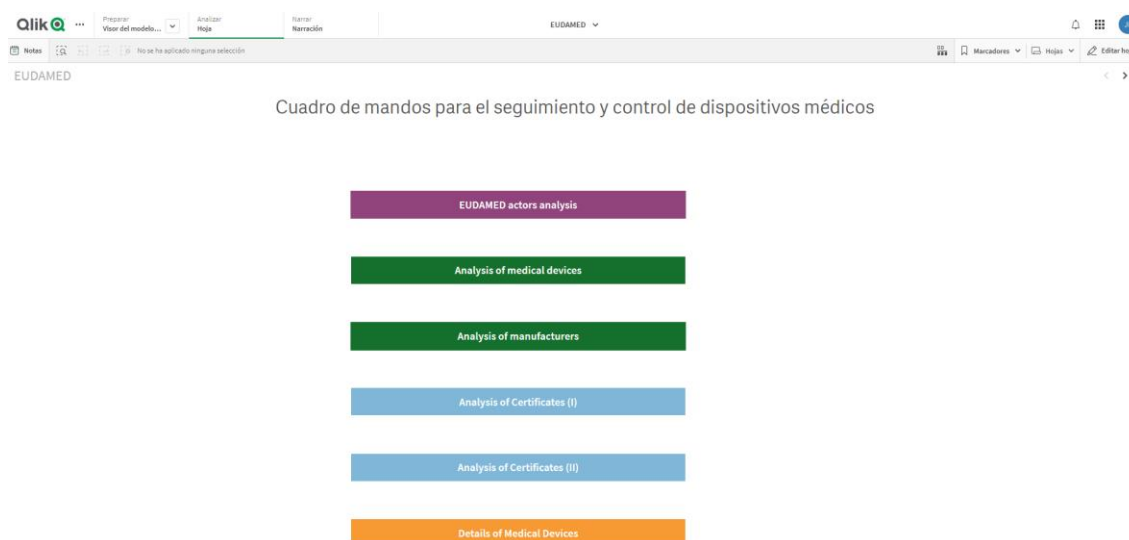 Qlik
Preparar
Visor del modelo...
Analizar
Hoja
Narrar
Narración
EUDAMED
Notas
No se ha aplicado ninguna selección
Marcadores
Hojas
Editar ho
EUDAMED
Cuadro de mandos para el seguimiento y control de dispositivos médicos
EUDAMED actors analysis
Analysis of medical devices
Analysis of manufacturers
Analysis of Certificates (I)
Analysis of Certificates (II)
Details of Medical Devices